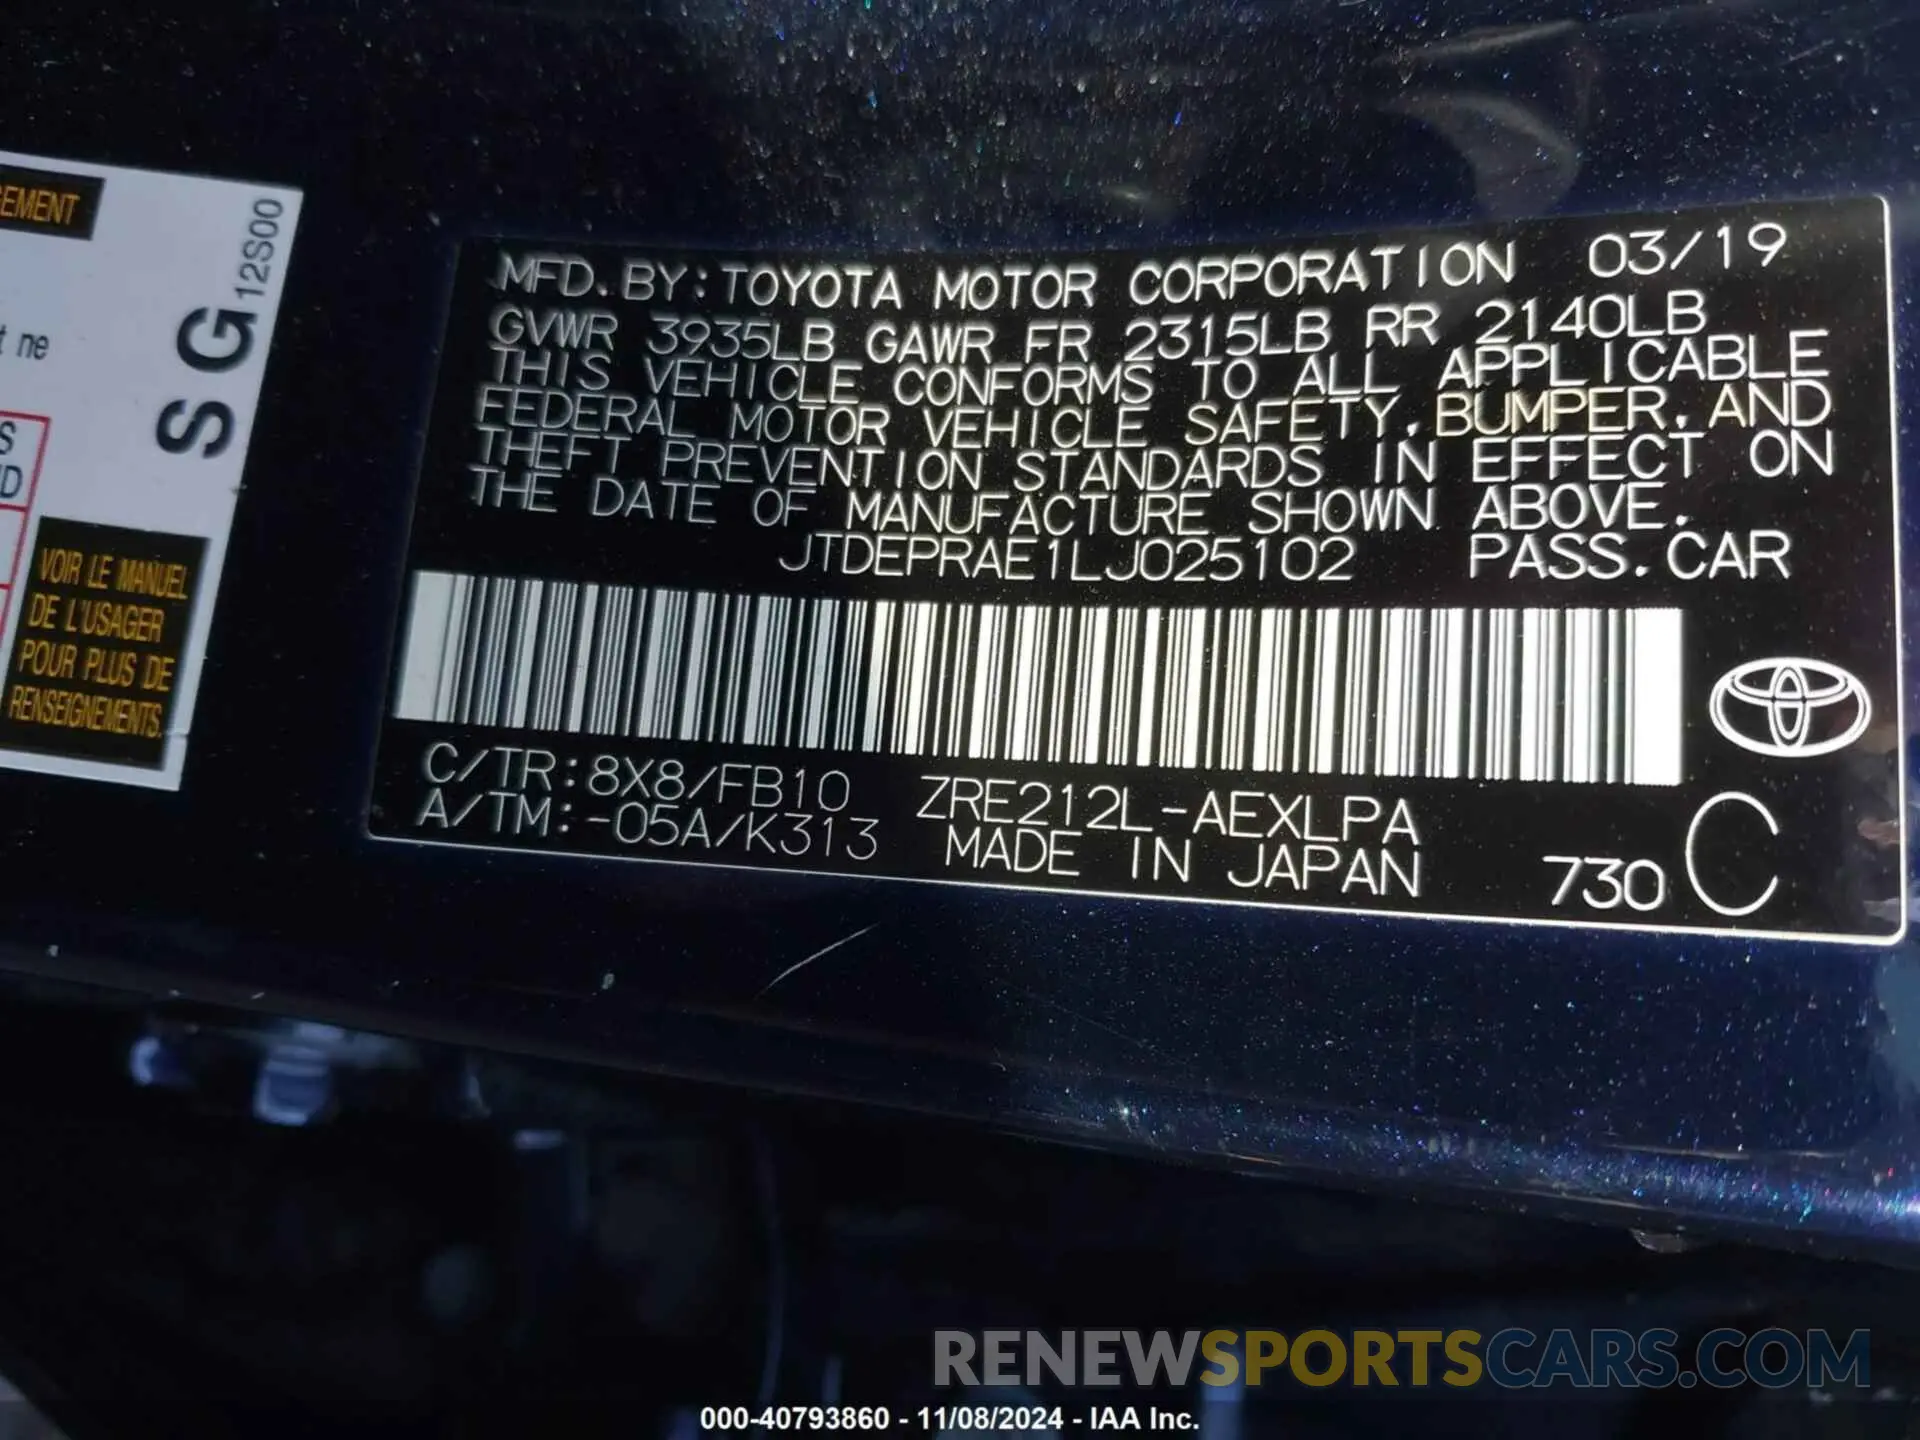 GEMENT
t ne
S
D
SG12S00
VOIR LE MANUEL
DE L'USAGER
POUR PLUS DE
RENSEIGNEMENTS.
MFD. BY: TOYOTA MOTOR CORPORATION 03/19
GVWR 3935LB GAWR FR 2315LB RR 2140LB
THIS VEHICLE CONFORMS TO ALL APPLICABLE
FEDERAL MOTOR VEHICLE SAFETY, BUMPER, AND
THEFT PREVENTION STANDARDS IN EFFECT ON
THE DATE OF MANUFACTURE SHOWN ABOVE.
JTDEPRAE1LJ025102 PASS.CAR
C/TR:8X8/FB10 ZRE212L-AEXLPA
A/TM:-05A/K313 MADE IN JAPAN 730 C
RENEWSPORTSCARS.COM
000-40793860 - 11/08/2024 - IAA Inc.